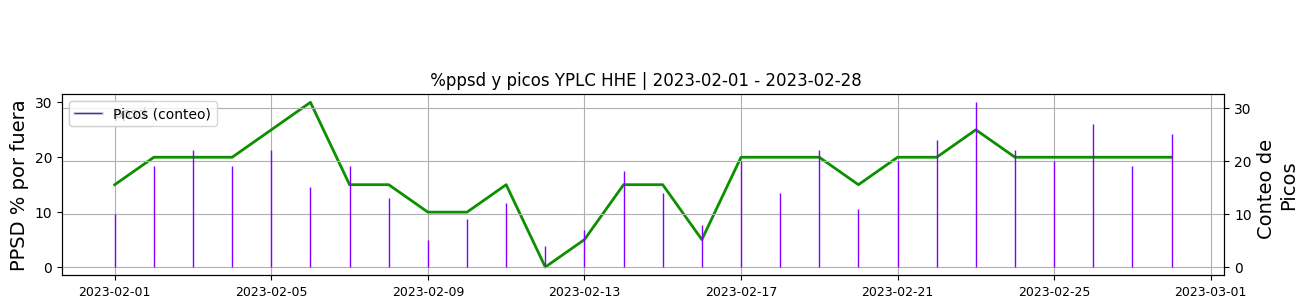 %ppsd y picos YPLC HHE | 2023-02-01 - 2023-02-28
PPSD % por fuera
30
20
10
0
Picos (conteo)
30
20
10
0
Conteo de
Picos
2023-02-01 2023-02-05 2023-02-09 2023-02-13 2023-02-17 2023-02-21 2023-02-25 2023-03-01